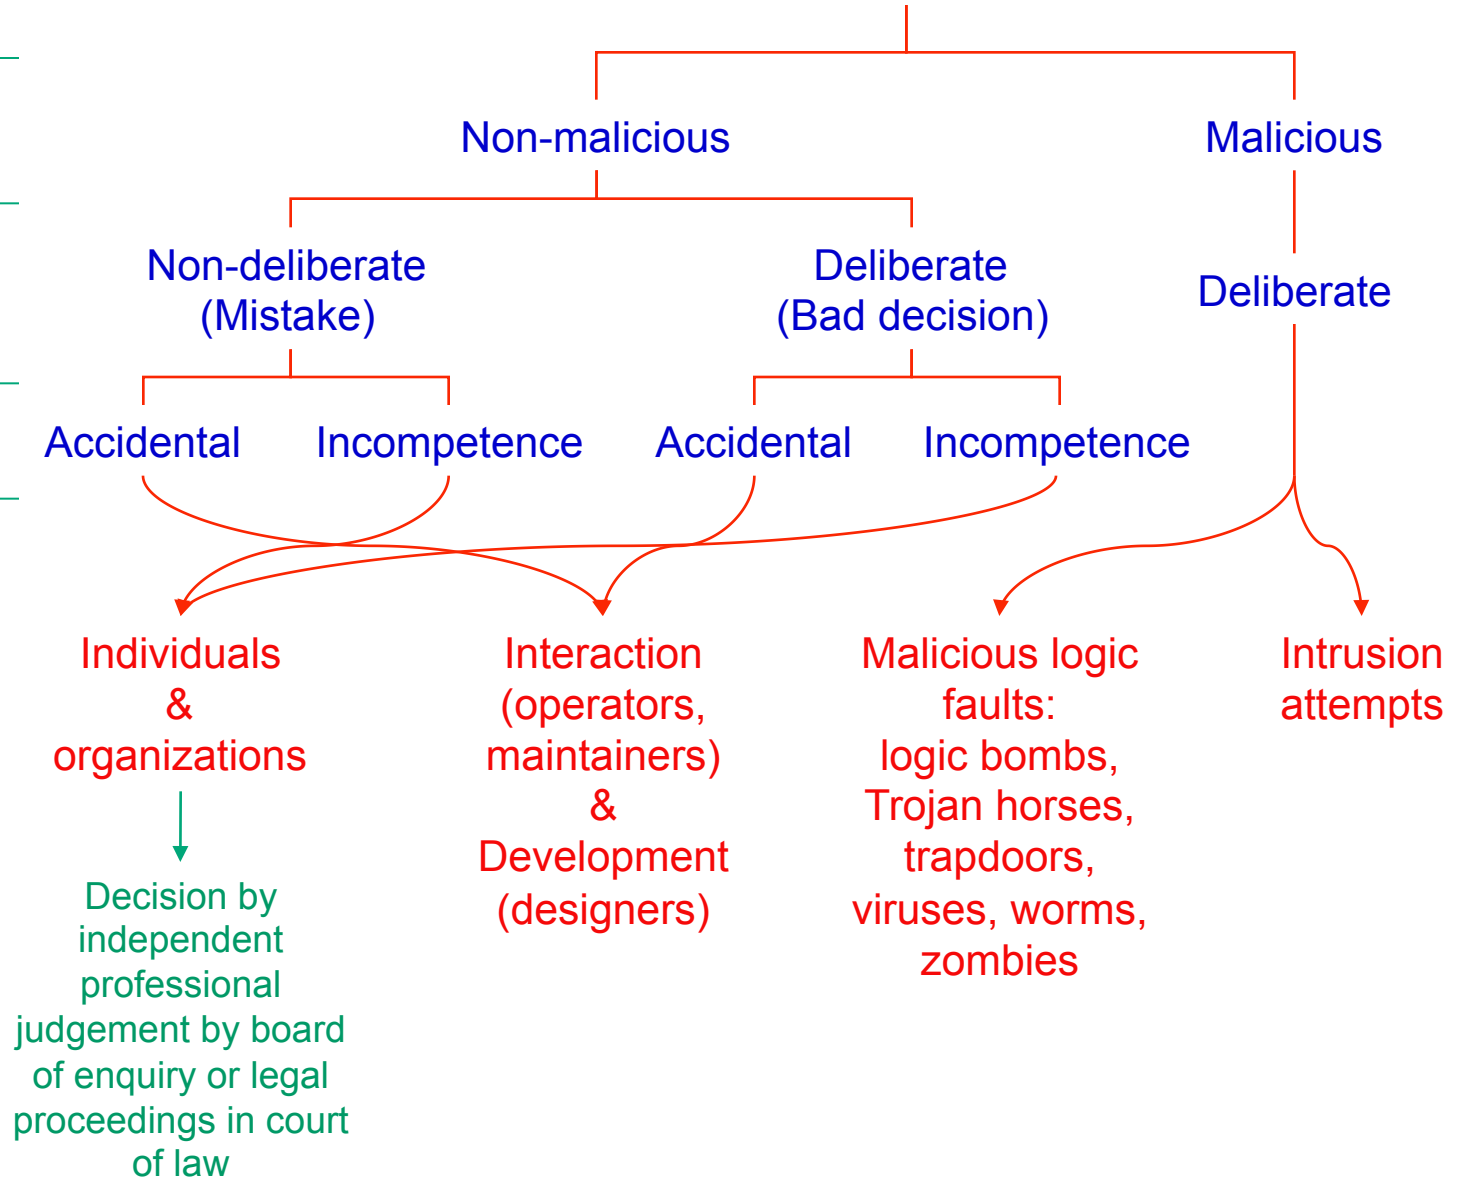 Non-malicious
Malicious
Non-deliberate
(Mistake)
Deliberate
(Bad decision)
Deliberate
Accidental
Incompetence
Accidental
Incompetence
Individuals
&
organizations
Interaction
(operators,
maintainers)
&
Development
(designers)
Malicious logic
faults:
logic bombs,
Trojan horses,
trapdoors,
viruses, worms,
zombies
Intrusion
attempts
Decision by
independent
professional
judgement by board
of enquiry or legal
proceedings in court
of law